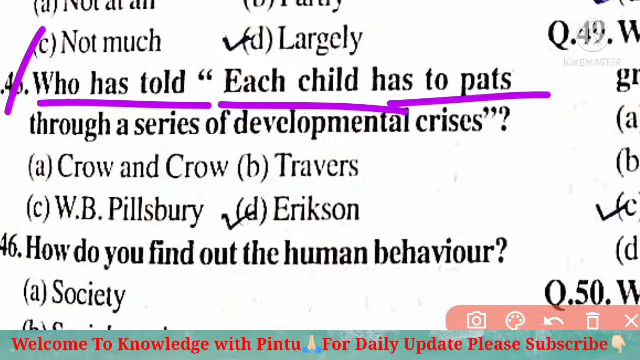 (a) Not at all (b) Partly
(c) Not much (d) Largely
45. Who has told “ Each child has to pats
through a series of developmental crises”?
(a) Crow and Crow (b) Travers
(c) W.B. Pillsbury (d) Erikson
46. How do you find out the human behaviour?
(a) Society
Q.49. W
gr
(a)
(b)
(c)
(d
Q.50. W
KINEMASTER
Welcome To Competition with Pintu🙏🏻For Daily Update Please Subscribe👇🏻